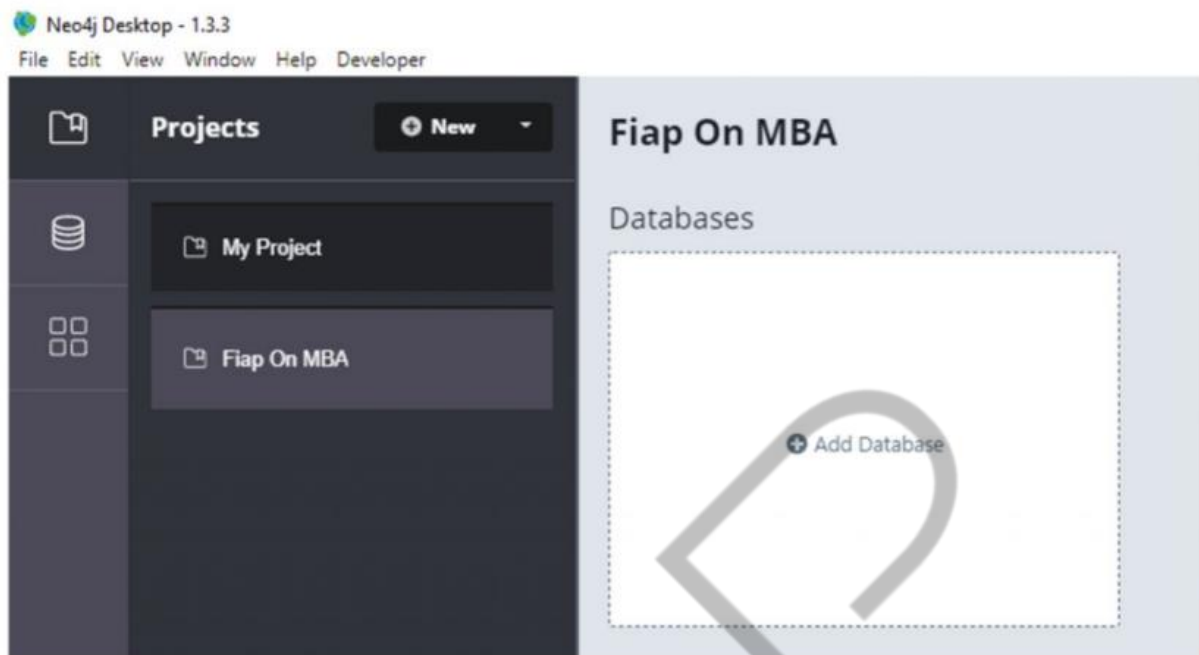 Neo4j Desktop - 1.3.3
File Edit View Window Help Developer
Projects
New
Fiap On MBA
Databases
My Project
Fiap On MBA
Add Database